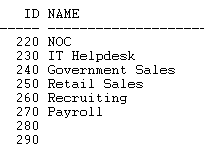 ID NAME
----- --------------------
220 NOC
230 IT Helpdesk
240 Government Sales
250 Retail Sales
260 Recruiting
270 Payroll
280
290